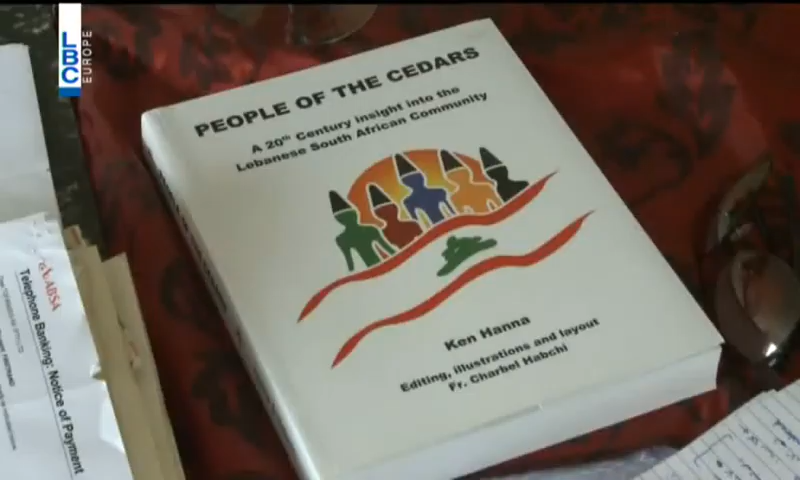 LBC
EUROPE
PEOPLE OF THE CEDARS
A 20th Century insight into the
Lebanese South African Community
Ken Hanna
Editing, illustrations and layout
Fr. Charbel Habchi
ABSA
Telephone Banking: Notice of Payment